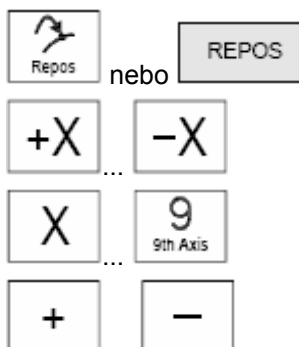 Repos nebo REPOS
+X ... -X
X ... 9 9th Axis
+ -